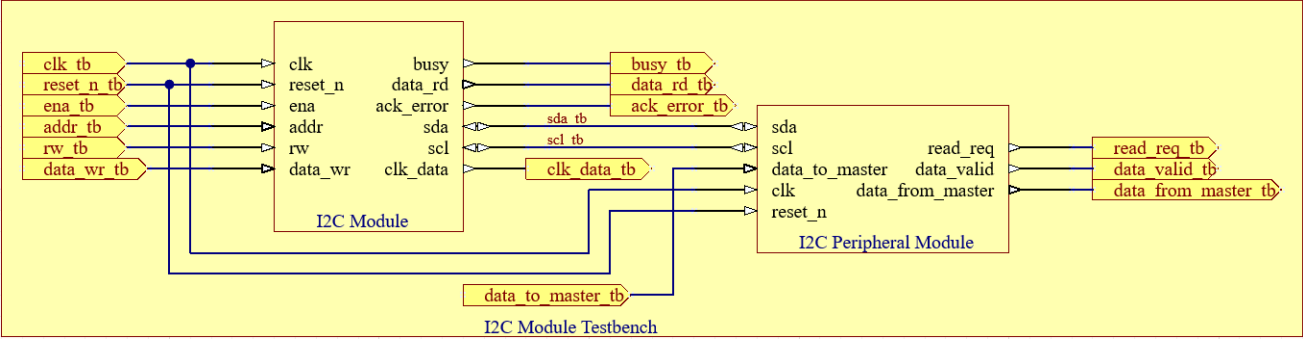 clk_tb
reset_n_tb
ena_tb
addr_tb
rw_tb
data_wr_tb
clk
reset_n
ena
addr
rw
data_wr
busy
data_rd
ack_error
sda
scl
clk_data
I2C Module
busy_tb
data_rd_tb
ack_error_tb
sda_tb
scl_tb
clk_data_tb
sda
scl
data_to_master
clk
reset_n
read_req
data_valid
data_from_master
I2C Peripheral Module
read_req_tb
data_valid_tb
data_from_master_tb
data_to_master_tb
I2C Module Testbench